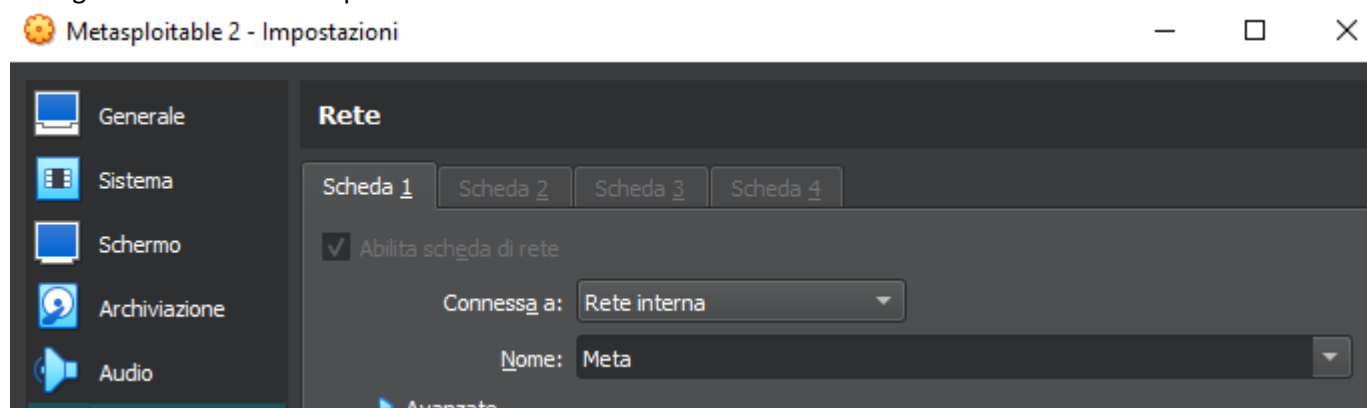 Metasploitable 2 - Impostazioni
Generale
Rete
Sistema
Scheda 1 Scheda 2 Scheda 3 Scheda 4
Schermo
Abilita scheda di rete
Connessa a: Rete interna
Archiviazione
Nome: Meta
Audio